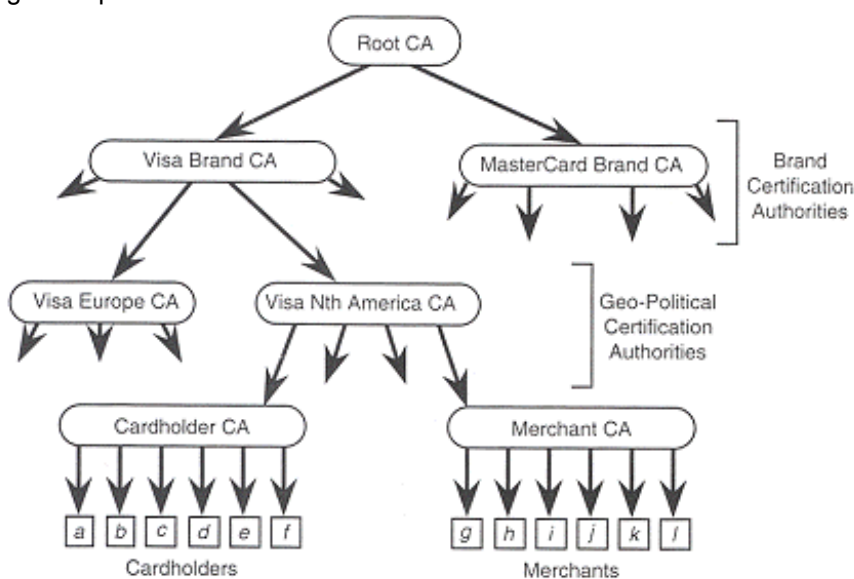 Root CA
Visa Brand CA
MasterCard Brand CA
Brand
Certification
Authorities
Visa Europe CA
Visa Nth America CA
Geo-Political
Certification
Authorities
Cardholder CA
Merchant CA
a b c d e f
g h i j k l
Cardholders
Merchants